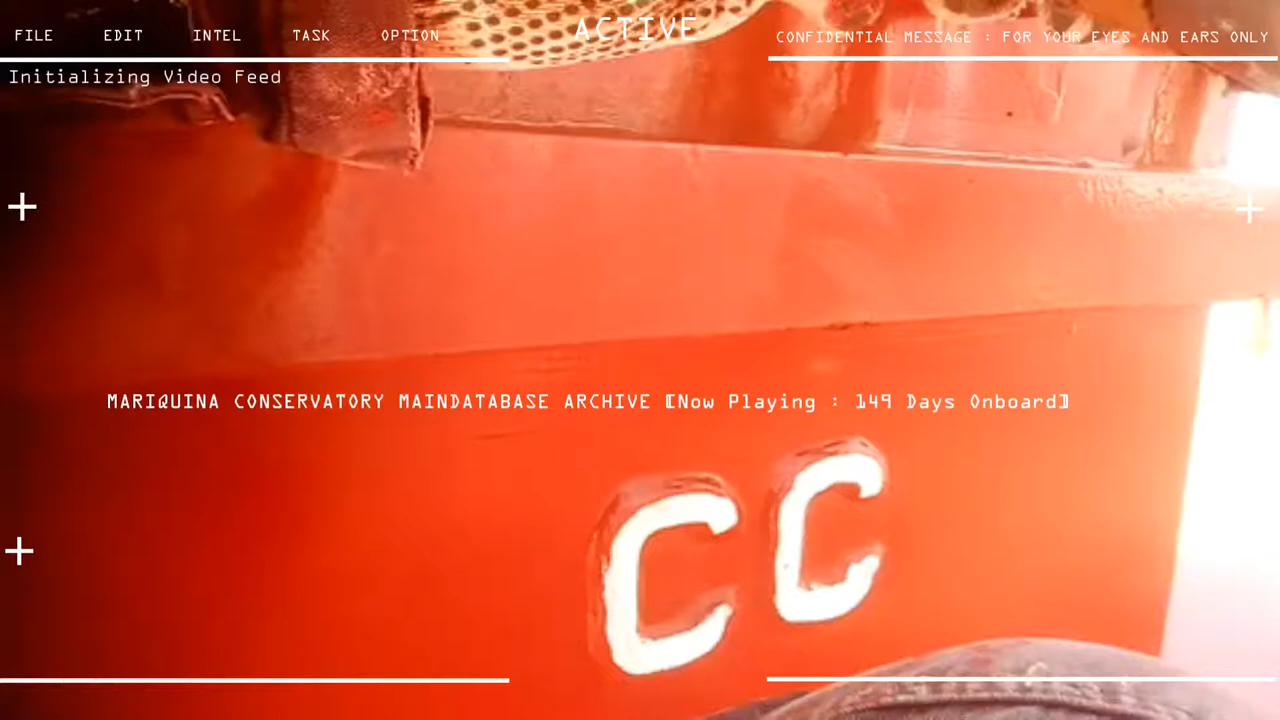 FILE EDIT INTEL TASK OPTION
ACTIVE
CONFIDENTIAL MESSAGE : FOR YOUR EYES AND EARS ONLY
Initializing Video Feed
MARIQUINA CONSERVATORY MAINDATABASE ARCHIVE 【Now Playing : 149 Days Onboard】
CC